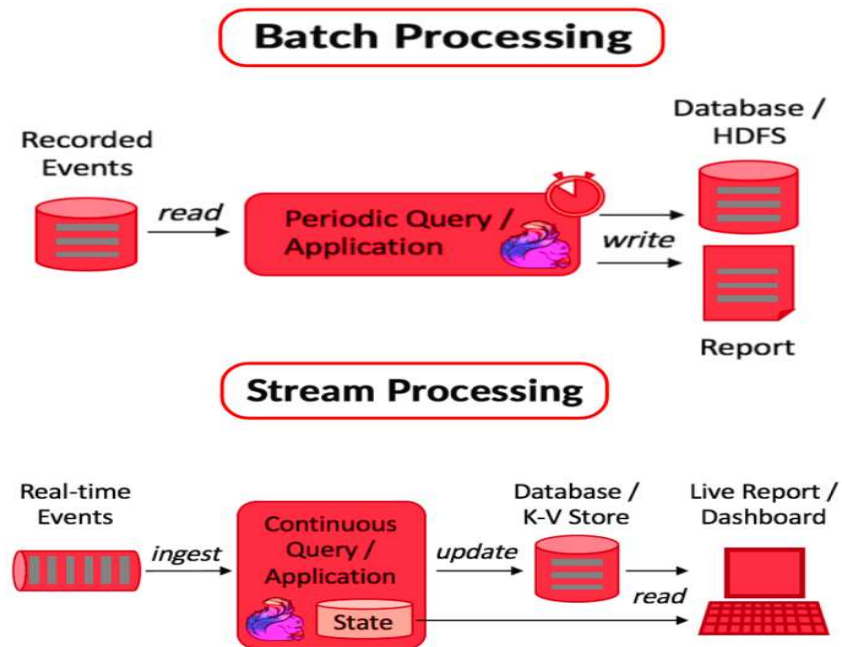 Batch Processing
Recorded
Events
read
Periodic Query /
Application
write
Database /
HDFS
Report
Stream Processing
Real-time
Events
ingest
Continuous
Query /
Application
State
update
Database /
K-V Store
read
Live Report /
Dashboard